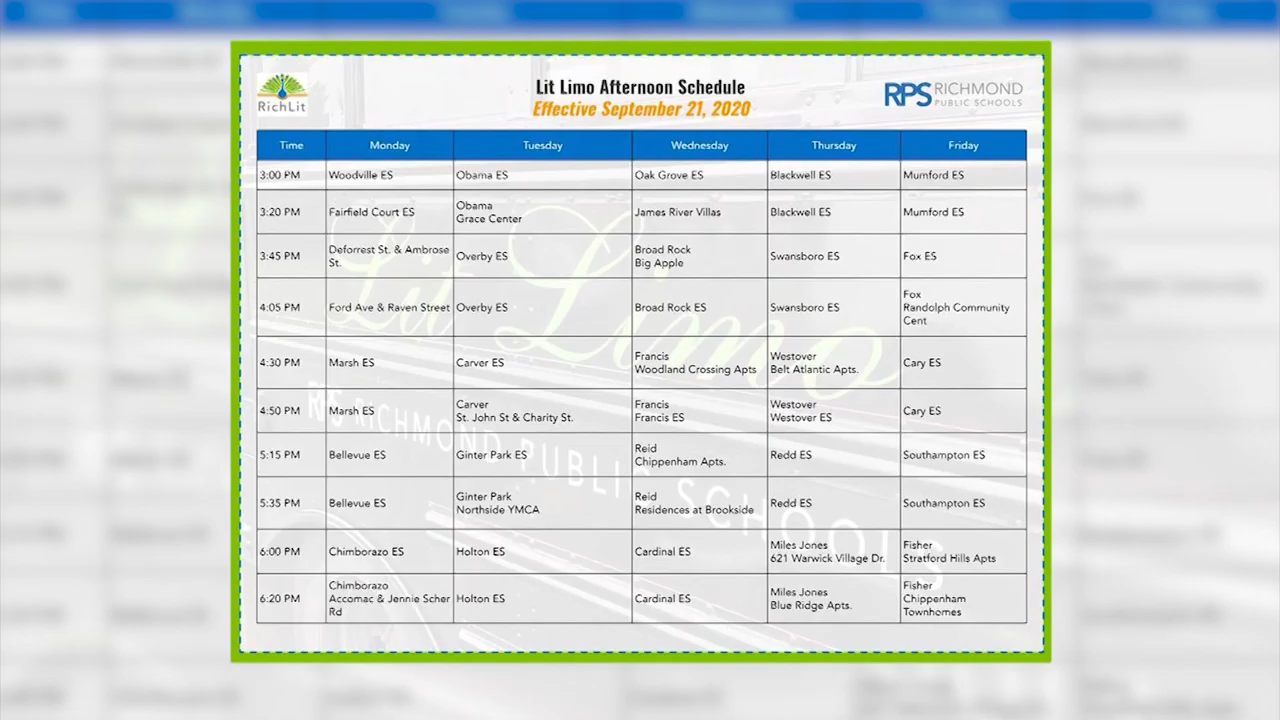 RichLit
Lit Limo Afternoon Schedule
Effective September 21, 2020
RPS RICHMOND
PUBLIC SCHOOLS
Time Monday Tuesday Wednesday Thursday Friday
3:00 PM Woodville ES Obama ES Oak Grove ES Blackwell ES Mumford ES
3:20 PM Fairfield Court ES Obama James River Villas Blackwell ES Mumford ES
Grace Center
3:45 PM Deforrest St. & Ambrose Overby ES Broad Rock Swansboro ES Fox ES
St. Big Apple
4:05 PM Ford Ave & Raven Street Overby ES Broad Rock ES Swansboro ES Fox
Randolph Community
Cent
4:30 PM Marsh ES Carver ES Francis Westover Cary ES
Woodland Crossing Apts Belt Atlantic Apts.
4:50 PM Marsh ES Carver Francis Westover Cary ES
St. John St & Charity St. Francis ES Westover ES
5:15 PM Bellevue ES Ginter Park ES Reid Redd ES Southampton ES
Chippenham Apts.
5:35 PM Bellevue ES Ginter Park Reid Redd ES Southampton ES
Northside YMCA Residences at Brookside
6:00 PM Chimborazo ES Holton ES Cardinal ES Miles Jones Fisher
621 Warwick Village Dr. Stratford Hills Apts
6:20 PM Chimborazo Holton ES Cardinal ES Miles Jones Fisher
Accomac & Jennie Scher Blue Ridge Apts. Chippenham
Rd Townhomes
Lit Limo
RPS RICHMOND PUBLIC SCHOOLS